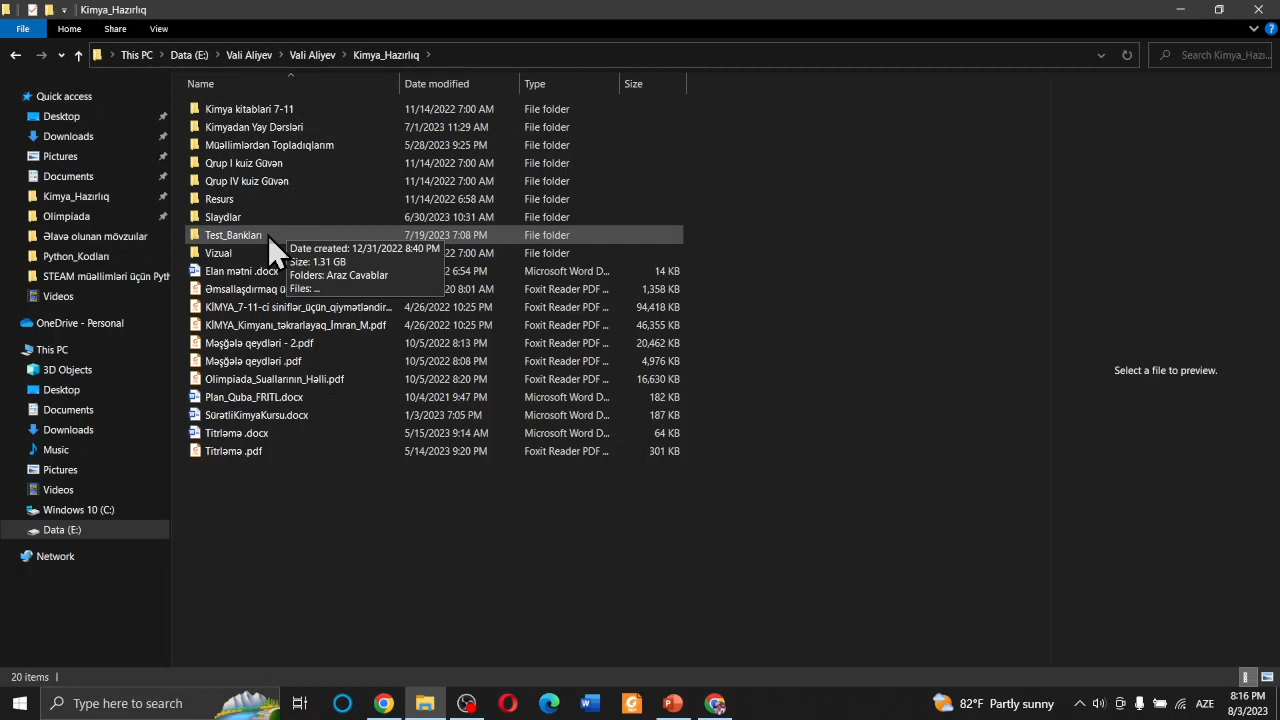 Kimya_Hazırlıq
File
Home
Share
View
This PC
Data (E:)
Vali Aliyev
Vali Aliyev
Kimya_Hazırlıq
Search Kimya_Hazı...
Quick access
Desktop
Downloads
Pictures
Documents
Kimya_Hazırlıq
Olimpiada
Əlavə olunan mövzular
Python_Kodları
STEAM müəllimləri üçün Pyth
Videos
OneDrive - Personal
This PC
3D Objects
Desktop
Documents
Downloads
Music
Pictures
Videos
Windows 10 (C:)
Data (E:)
Network
Name Date modified Type Size
Kimya kitablari 7-11 11/14/2022 7:00 AM File folder
Kimyadan Yay Dərsləri 7/1/2023 11:29 AM File folder
Müəllimlərdən Topladıqlarım 5/28/2023 9:25 PM File folder
Qrup I kuiz Güvən 11/14/2022 7:00 AM File folder
Qrup IV kuiz Güvən 11/14/2022 7:00 AM File folder
Resurs 11/14/2022 6:58 AM File folder
Slaydlar 6/30/2023 10:31 AM File folder
Test_Bankları 7/19/2023 7:08 PM File folder
Vizual 22 7:00 AM File folder
Elan mətni .docx 2 6:54 PM Microsoft Word D... 14 KB
Əmsallaşdırmaq ü 20 8:01 AM Foxit Reader PDF ... 1,358 KB
KİMYA_7-11-ci siniflər_üçün_qiymətləndir... 4/26/2022 10:25 PM Foxit Reader PDF ... 94,418 KB
KİMYA_Kimyanı_təkrarlayaq_İmran_M.pdf 4/26/2022 10:25 PM Foxit Reader PDF ... 46,355 KB
Məşğələ qeydləri - 2.pdf 10/5/2022 8:13 PM Foxit Reader PDF ... 20,462 KB
Məşğələ qeydləri .pdf 10/5/2022 8:08 PM Foxit Reader PDF ... 4,976 KB
Olimpiada_Suallarının_Həlli.pdf 10/5/2022 8:20 PM Foxit Reader PDF ... 16,630 KB
Plan_Quba_FRITL.docx 10/4/2021 9:47 PM Microsoft Word D... 182 KB
SürətliKimyaKursu.docx 1/3/2023 7:05 PM Microsoft Word D... 187 KB
Titrləmə .docx 5/15/2023 9:14 AM Microsoft Word D... 64 KB
Titrləmə .pdf 5/14/2023 9:20 PM Foxit Reader PDF ... 301 KB
Date created: 12/31/2022 8:40 PM
Size: 1.31 GB
Folders: Araz Cavablar
Files: ...
Select a file to preview.
20 items
Type here to search
82°F Partly sunny
AZE
8:16 PM
8/3/2023